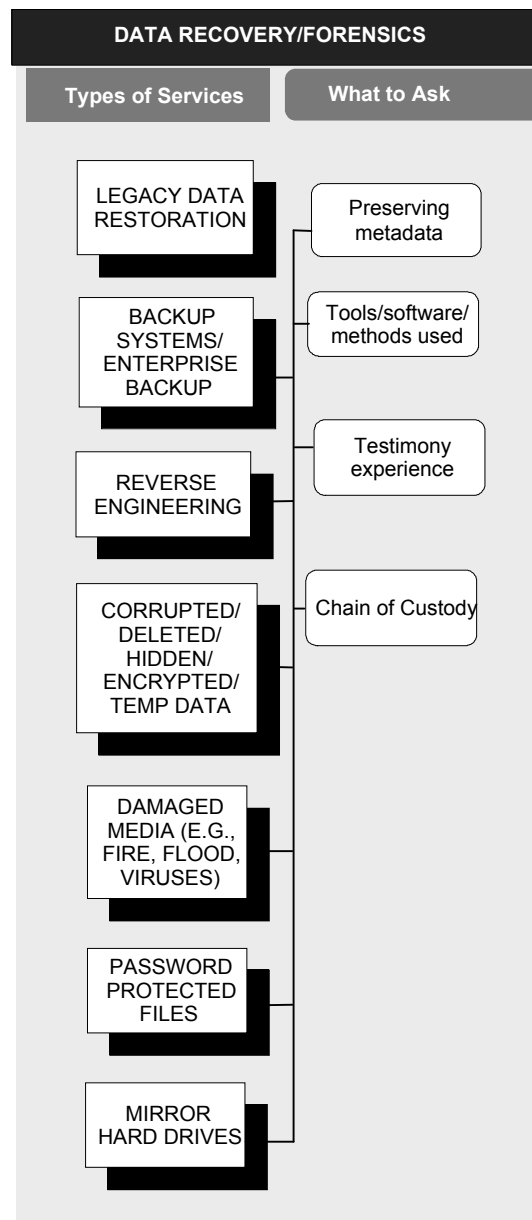 DATA RECOVERY/FORENSICS
Types of Services
What to Ask
LEGACY DATA
RESTORATION
BACKUP
SYSTEMS/
ENTERPRISE
BACKUP
REVERSE
ENGINEERING
CORRUPTED/
DELETED/
HIDDEN/
ENCRYPTED/
TEMP DATA
DAMAGED
MEDIA (E.G.,
FIRE, FLOOD,
VIRUSES)
PASSWORD
PROTECTED
FILES
MIRROR
HARD DRIVES
Preserving
metadata
Tools/software/
methods used
Testimony
experience
Chain of Custody